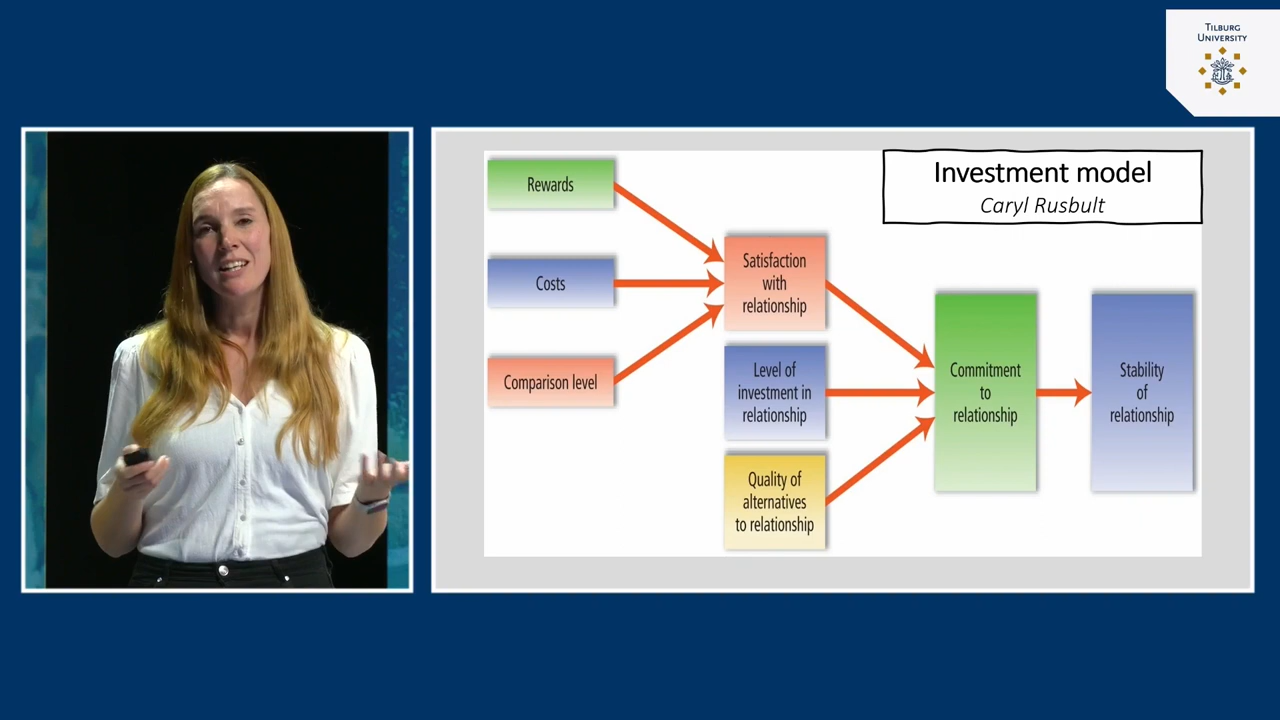 TILBURG
UNIVERSITY
Investment model
Caryl Rusbult
Rewards
Costs
Comparison level
Satisfaction
with
relationship
Level of
investment in
relationship
Quality of
alternatives
to relationship
Commitment
to
relationship
Stability
of
relationship